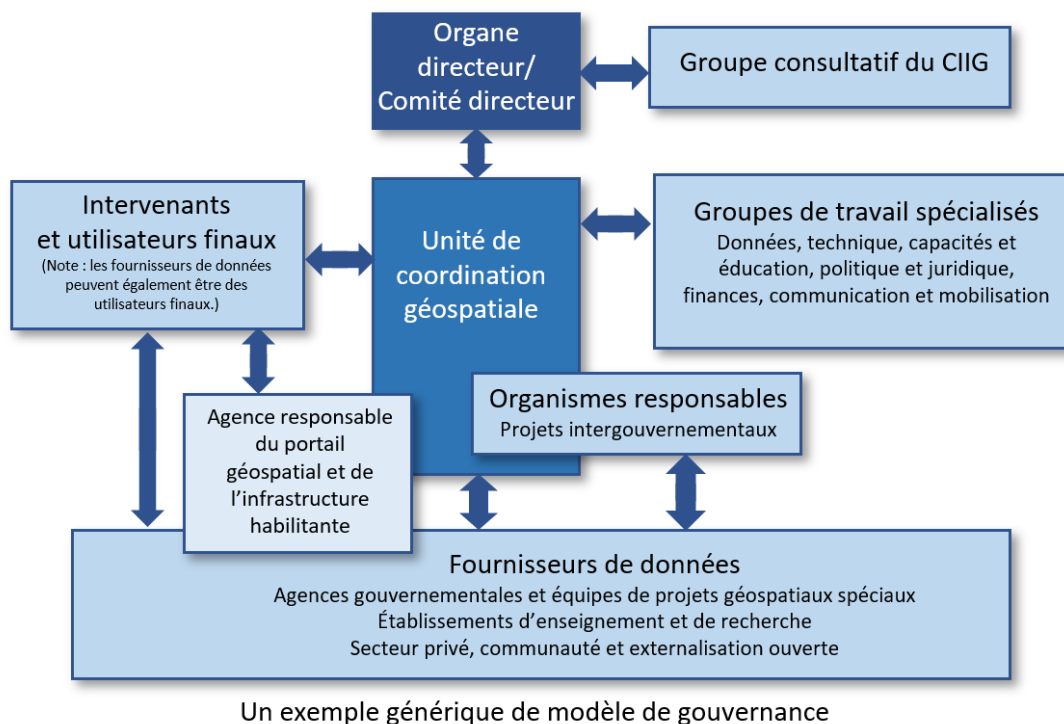 Organe
directeur/
Comité directeur
Groupe consultatif du CIIG
Intervenants
et utilisateurs finaux
(Note : les fournisseurs de données
peuvent également être des
utilisateurs finaux.)
Unité de
coordination
géospatiale
Groupes de travail spécialisés
Données, technique, capacités et
éducation, politique et juridique,
finances, communication et mobilisation
Agence responsable
du portail
géospatial et de
l’infrastructure
habilitante
Organismes responsables
Projets intergouvernementaux
Fournisseurs de données
Agences gouvernementales et équipes de projets géospatiaux spéciaux
Établissements d’enseignement et de recherche
Secteur privé, communauté et externalisation ouverte
Un exemple générique de modèle de gouvernance